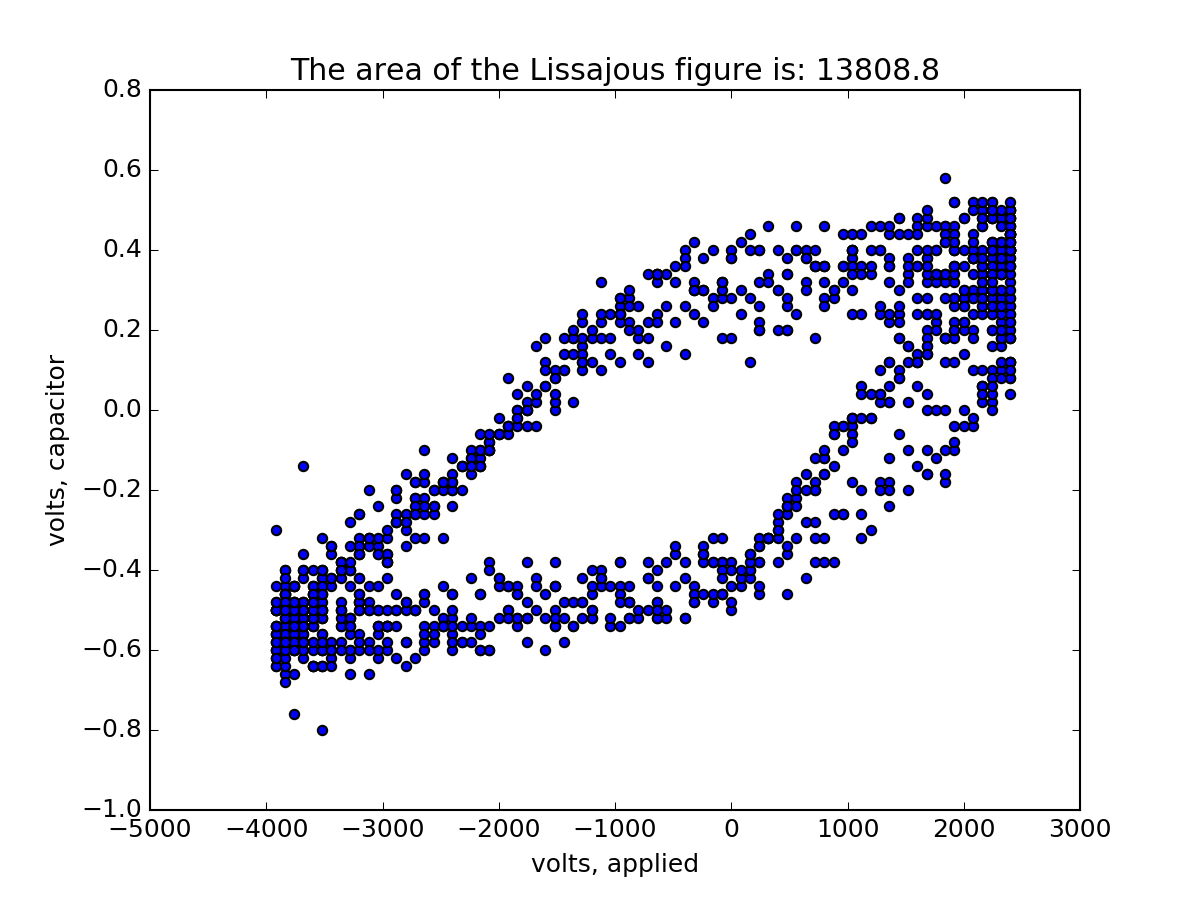 The area of the Lissajous figure is: 13808.8
0.8
0.6
0.4
0.2
0.0
−0.2
−0.4
−0.6
−0.8
−1.0
volts, capacitor
−5000 −4000 −3000 −2000 −1000 0 1000 2000 3000
volts, applied